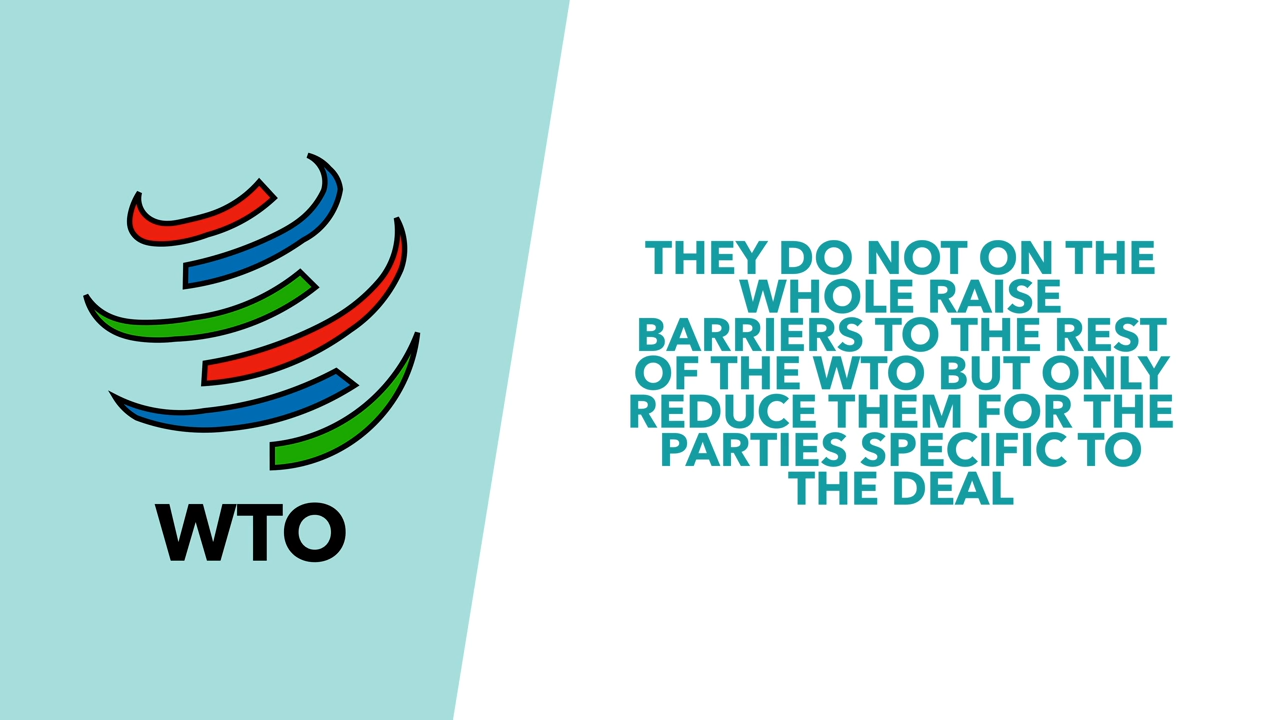 WTO
THEY DO NOT ON THE
WHOLE RAISE
BARRIERS TO THE REST
OF THE WTO BUT ONLY
REDUCE THEM FOR THE
PARTIES SPECIFIC TO
THE DEAL